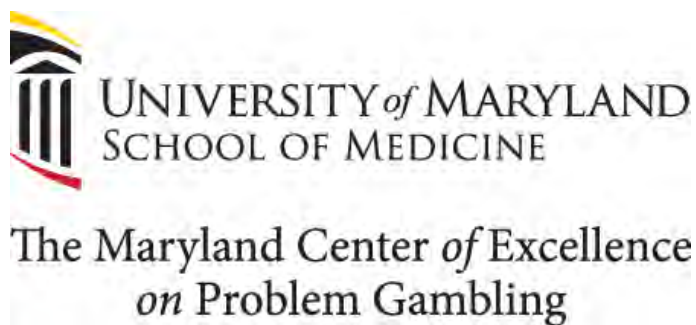 UNIVERSITY of MARYLAND
SCHOOL OF MEDICINE
The Maryland Center of Excellence
on Problem Gambling